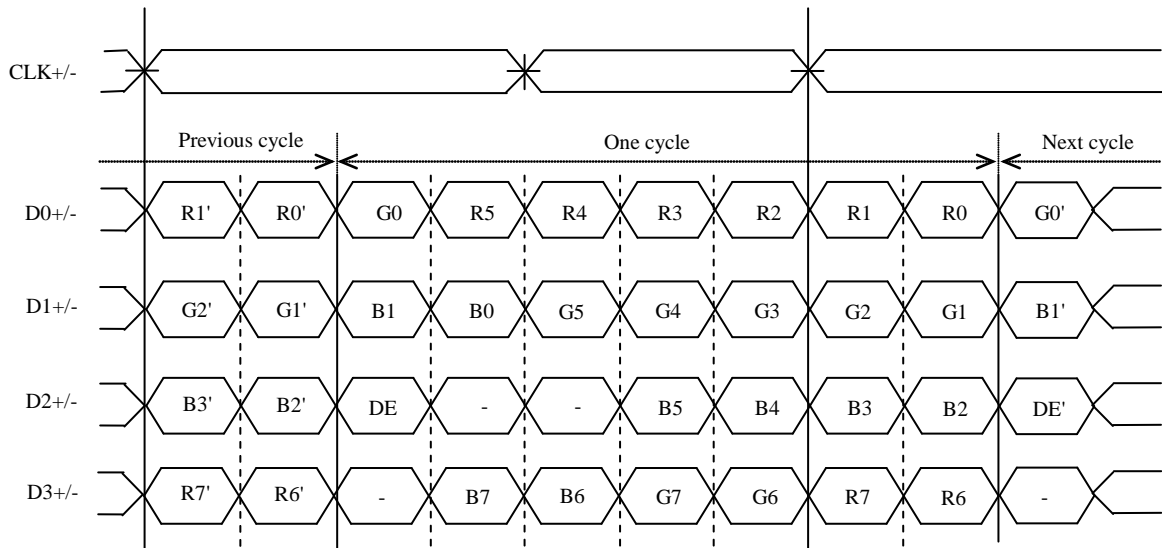 CLK+/-
Previous cycle One cycle Next cycle
D0+/- R1' R0' G0 R5 R4 R3 R2 R1 R0 G0'
D1+/- G2' G1' B1 B0 G5 G4 G3 G2 G1 B1'
D2+/- B3' B2' DE - - B5 B4 B3 B2 DE'
D3+/- R7' R6' - B7 B6 G7 G6 R7 R6 -